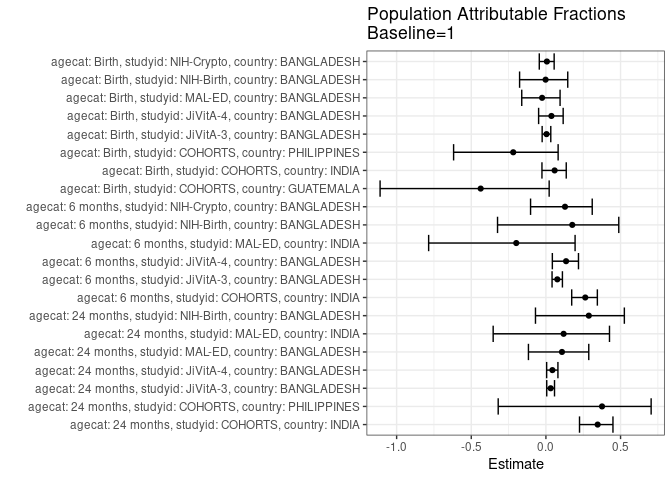 Population Attributable Fractions
Baseline=1
agecat: Birth, studyid: NIH-Crypto, country: BANGLADESH
agecat: Birth, studyid: NIH-Birth, country: BANGLADESH
agecat: Birth, studyid: MAL-ED, country: BANGLADESH
agecat: Birth, studyid: JiVitA-4, country: BANGLADESH
agecat: Birth, studyid: JiVitA-3, country: BANGLADESH
agecat: Birth, studyid: COHORTS, country: PHILIPPINES
agecat: Birth, studyid: COHORTS, country: INDIA
agecat: Birth, studyid: COHORTS, country: GUATEMALA
agecat: 6 months, studyid: NIH-Crypto, country: BANGLADESH
agecat: 6 months, studyid: NIH-Birth, country: BANGLADESH
agecat: 6 months, studyid: MAL-ED, country: INDIA
agecat: 6 months, studyid: JiVitA-4, country: BANGLADESH
agecat: 6 months, studyid: JiVitA-3, country: BANGLADESH
agecat: 6 months, studyid: COHORTS, country: INDIA
agecat: 24 months, studyid: NIH-Birth, country: BANGLADESH
agecat: 24 months, studyid: MAL-ED, country: INDIA
agecat: 24 months, studyid: MAL-ED, country: BANGLADESH
agecat: 24 months, studyid: JiVitA-4, country: BANGLADESH
agecat: 24 months, studyid: JiVitA-3, country: BANGLADESH
agecat: 24 months, studyid: COHORTS, country: PHILIPPINES
agecat: 24 months, studyid: COHORTS, country: INDIA
-1.0 -0.5 0.0 0.5
Estimate